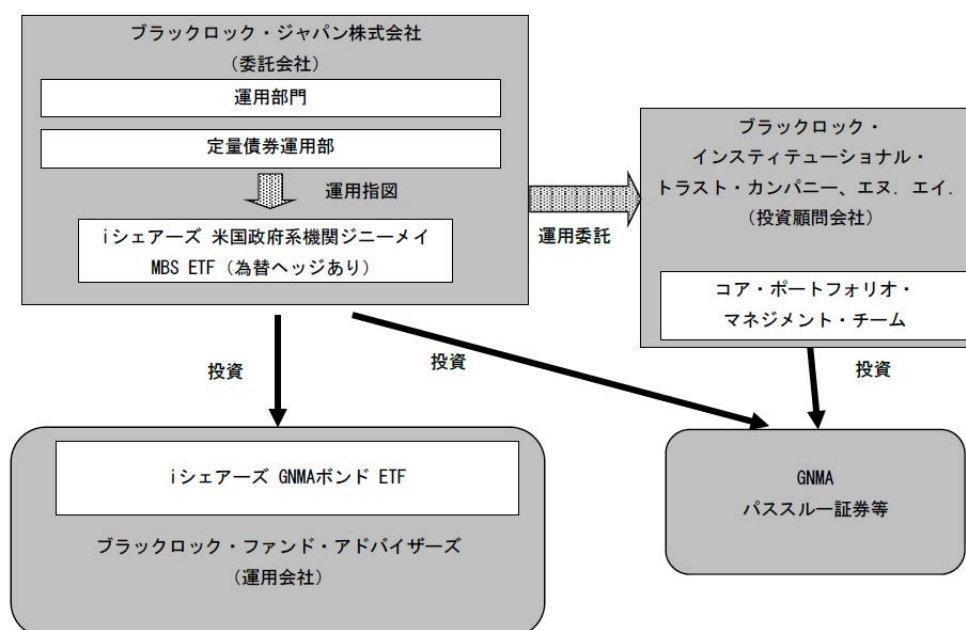 ブラックロック・ジャパン株式会社
(委託会社)
運用部門
定量債券運用部
運用指図
iシェアーズ 米国政府系機関ジニーメイ
MBS ETF(為替ヘッジあり)
運用委託
ブラックロック・
インスティテューショナル・
トラスト・カンパニー、エヌ．エイ．
(投資顧問会社)
コア・ポートフォリオ・
マネジメント・チーム
投資
投資
投資
iシェアーズ GNMAボンド ETF
ブラックロック・ファンド・アドバイザーズ
(運用会社)
GNMA
パススルー証券等